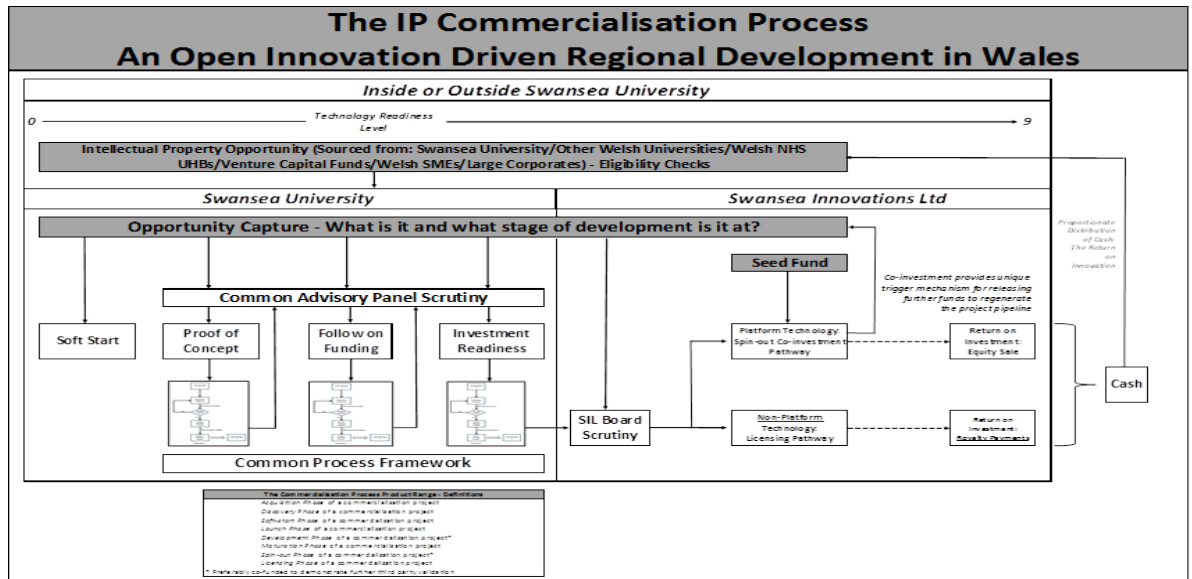 The IP Commercialisation Process
An Open Innovation Driven Regional Development in Wales
Inside or Outside Swansea University
0
Technology Readiness
Level
9
Intellectual Property Opportunity (Sourced from: Swansea University/Other Welsh Universities/Welsh NHS
UHBs/Venture Capital Funds/Welsh SMEs/Large Corporates) - Eligibility Checks
Swansea University
Swansea Innovations Ltd
Opportunity Capture - What is it and what stage of development is it at?
Proportionate
Distribution
of Cash:
The Return
on
Innovation
Seed Fund
Co-investment provides unique
trigger mechanism for releasing
further funds to regenerate
the project pipeline
Common Advisory Panel Scrutiny
Soft Start
Proof of
Concept
Follow on
Funding
Investment
Readiness
Platform Technology:
Spin-out Co-investment
Pathway
Return on
Investment:
Equity Sale
Cash
SIL Board
Scrutiny
Non-Platform
Technology:
Licensing Pathway
Return on
Investment:
Royalty Payments
Common Process Framework
The Commercialisation Process Product Range - Definitions
Acquisition Phase of a commercialisation project
Discovery Phase of a commercialisation project
Soft-start Phase of a commercialisation project
Launch Phase of a commercialisation project
Development Phase of a commercialisation project*
Maturation Phase of a commercialisation project
Spin-out Phase of a commercialisation project*
Licensing Phase of a commercialisation project
* Preferably co-funded to demonstrate further third party validation